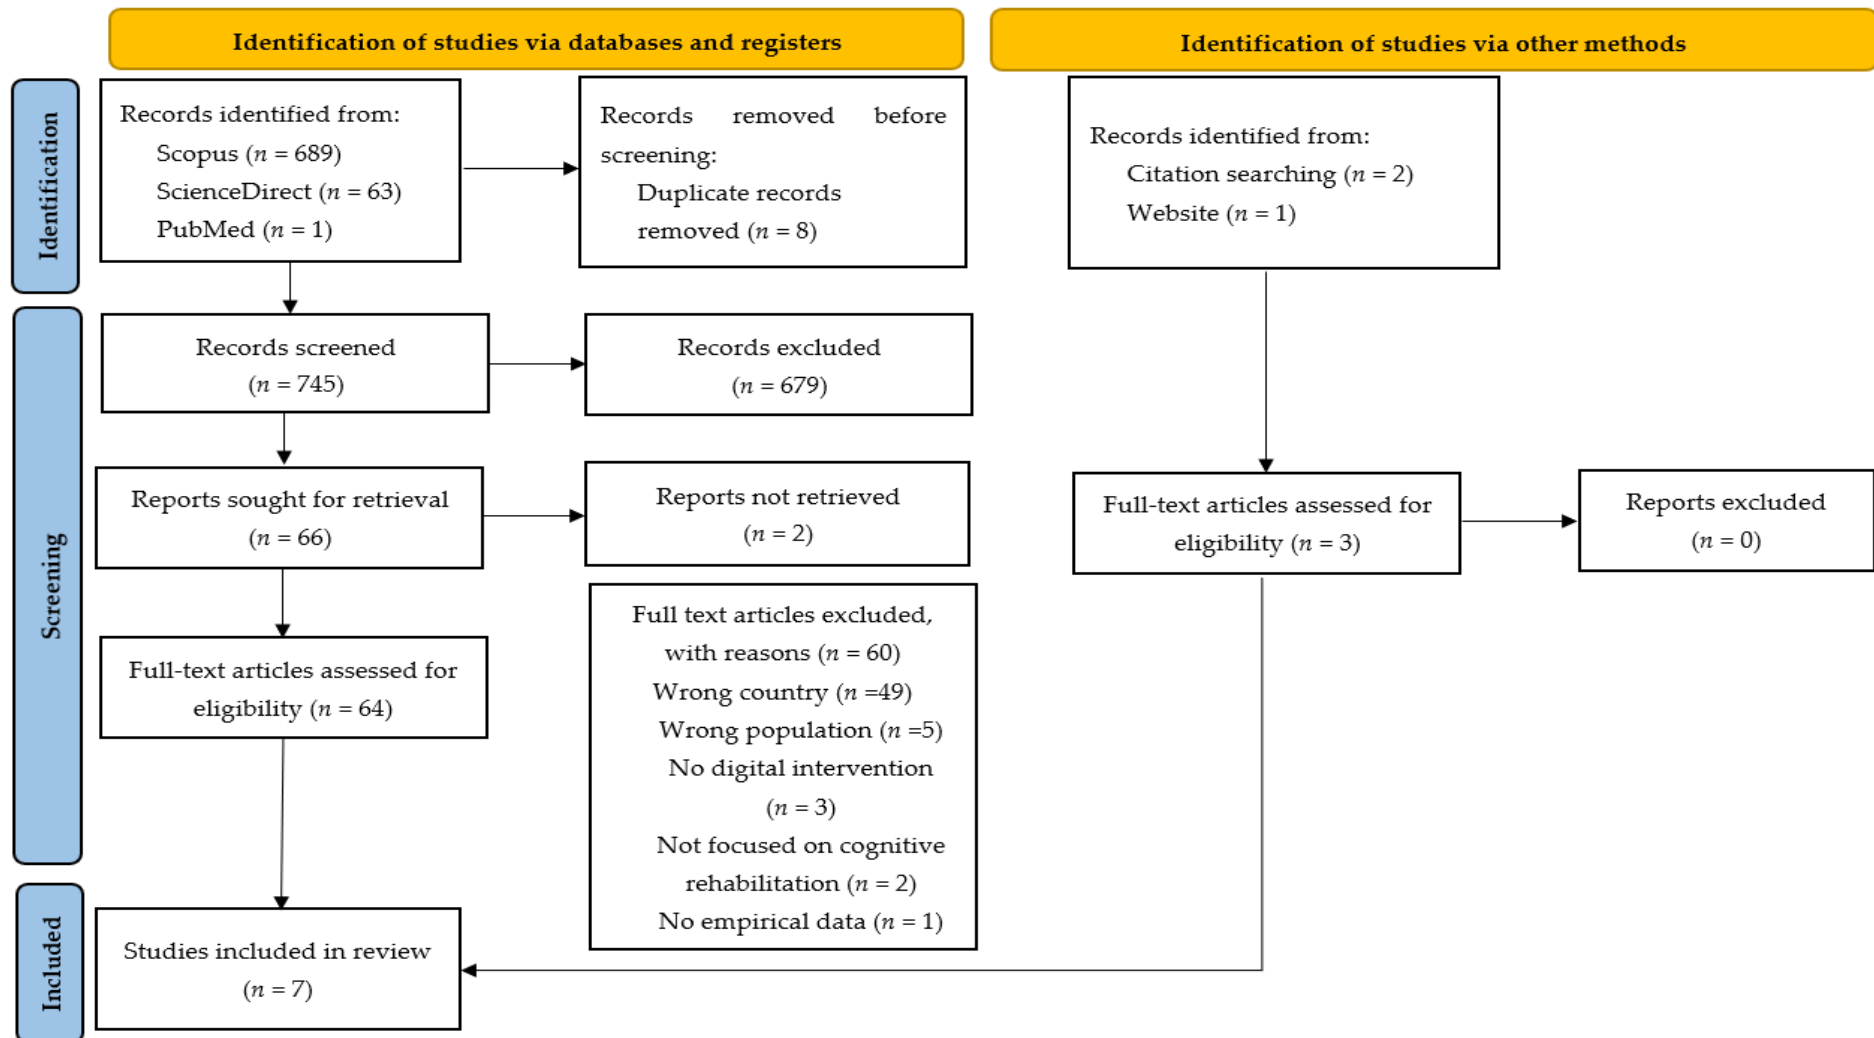 Identification of studies via databases and registers
Identification of studies via other methods
Identification
Records identified from:
Scopus (n = 689)
ScienceDirect (n = 63)
PubMed (n = 1)
Records removed before
screening:
Duplicate records
removed (n = 8)
Records identified from:
Citation searching (n = 2)
Website (n = 1)
Screening
Records screened
(n = 745)
Records excluded
(n = 679)
Reports sought for retrieval
(n = 66)
Reports not retrieved
(n = 2)
Full-text articles assessed for
eligibility (n = 3)
Reports excluded
(n = 0)
Full-text articles assessed for
eligibility (n = 64)
Full text articles excluded,
with reasons (n = 60)
Wrong country (n =49)
Wrong population (n =5)
No digital intervention
(n = 3)
Not focused on cognitive
rehabilitation (n = 2)
No empirical data (n = 1)
Included
Studies included in review
(n = 7)